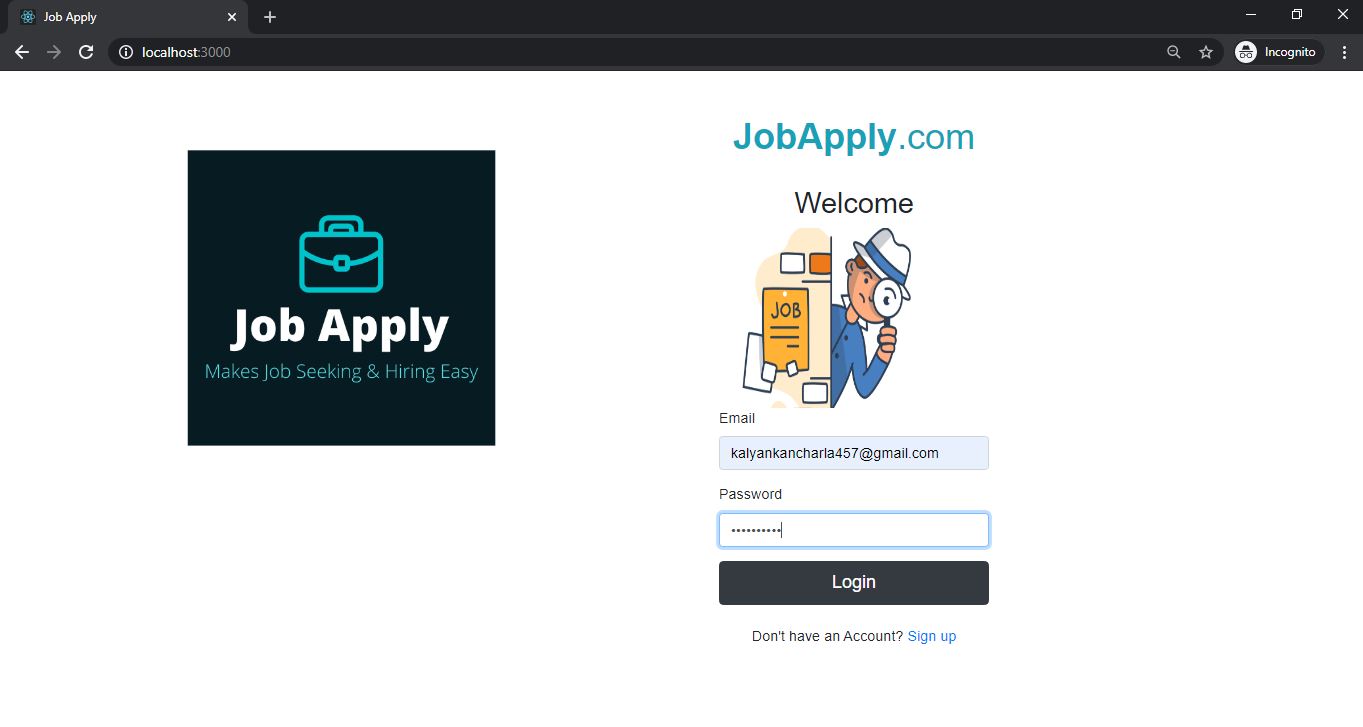 Job Apply
localhost:3000
Incognito
JobApply.com
Welcome
JOB
Job Apply
Makes Job Seeking & Hiring Easy
Email
kalyankancharla457@gmail.com
Password
••••••••••
Login
Don't have an Account? Sign up